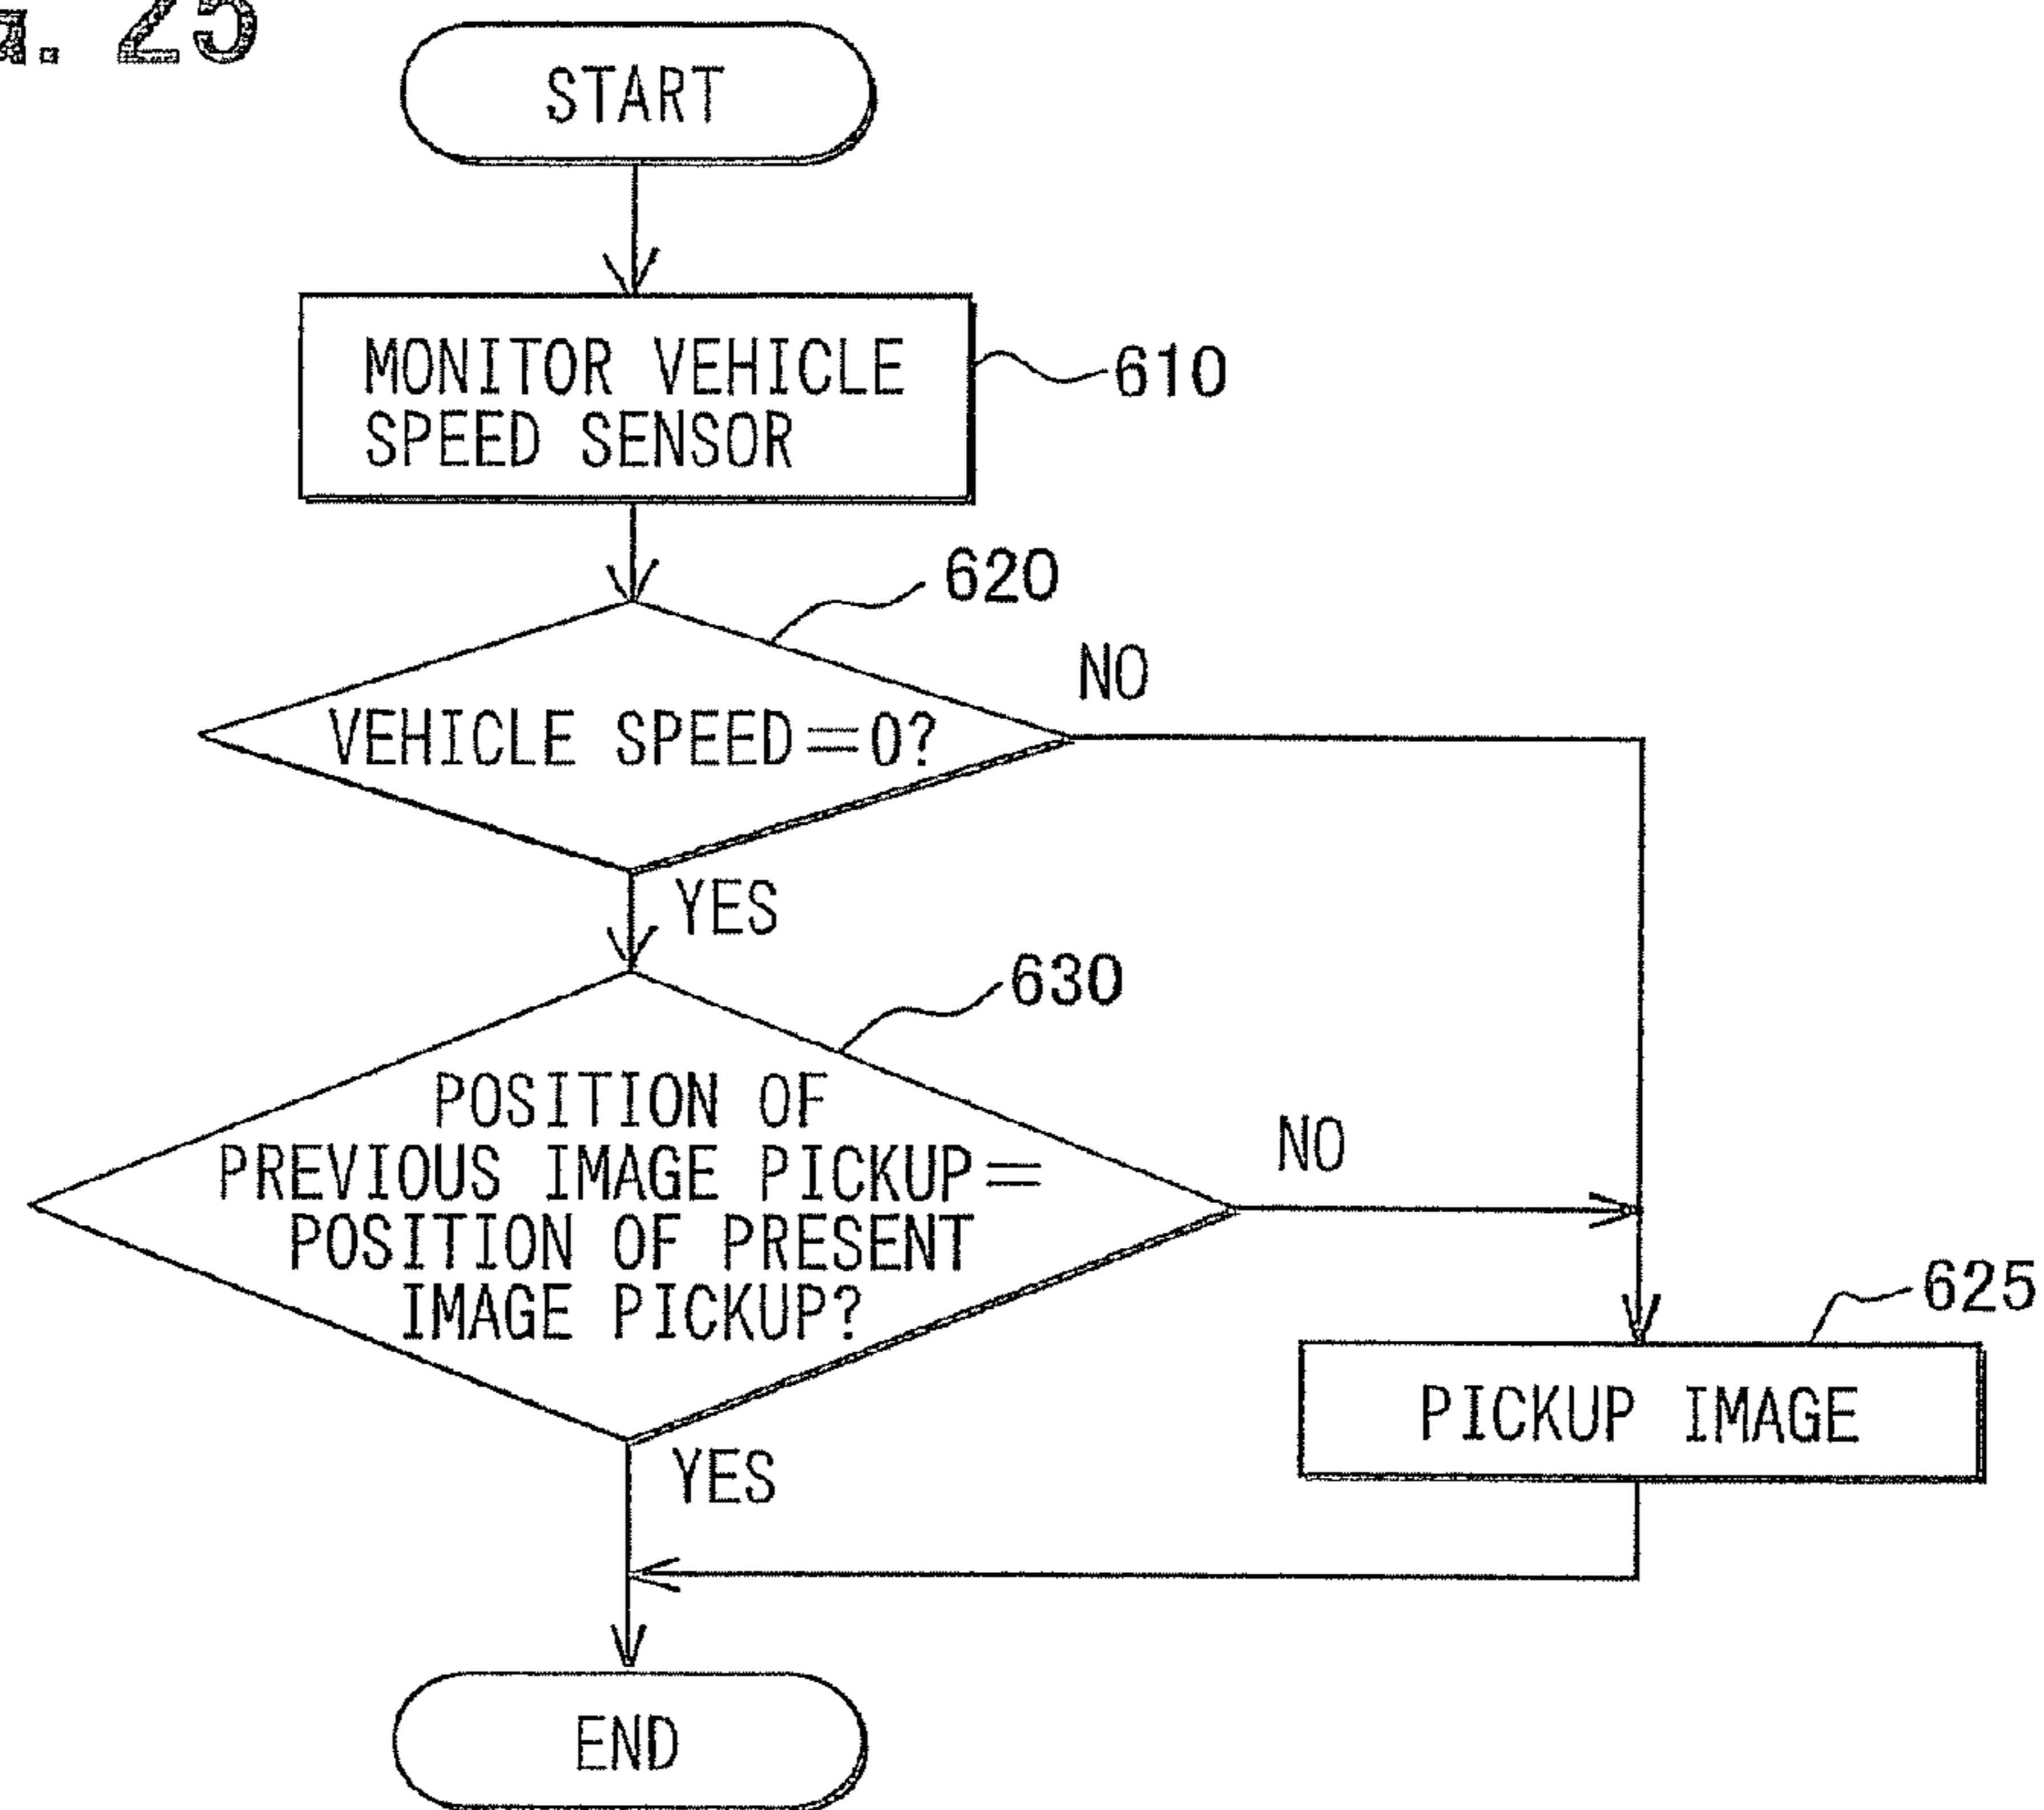 25
START
MONITOR VEHICLE
SPEED SENSOR
610
620
NO
VEHICLE SPEED=0?
YES
630
POSITION OF
PREVIOUS IMAGE PICKUP=
POSITION OF PRESENT
IMAGE PICKUP?
NO
625
PICKUP IMAGE
YES
END